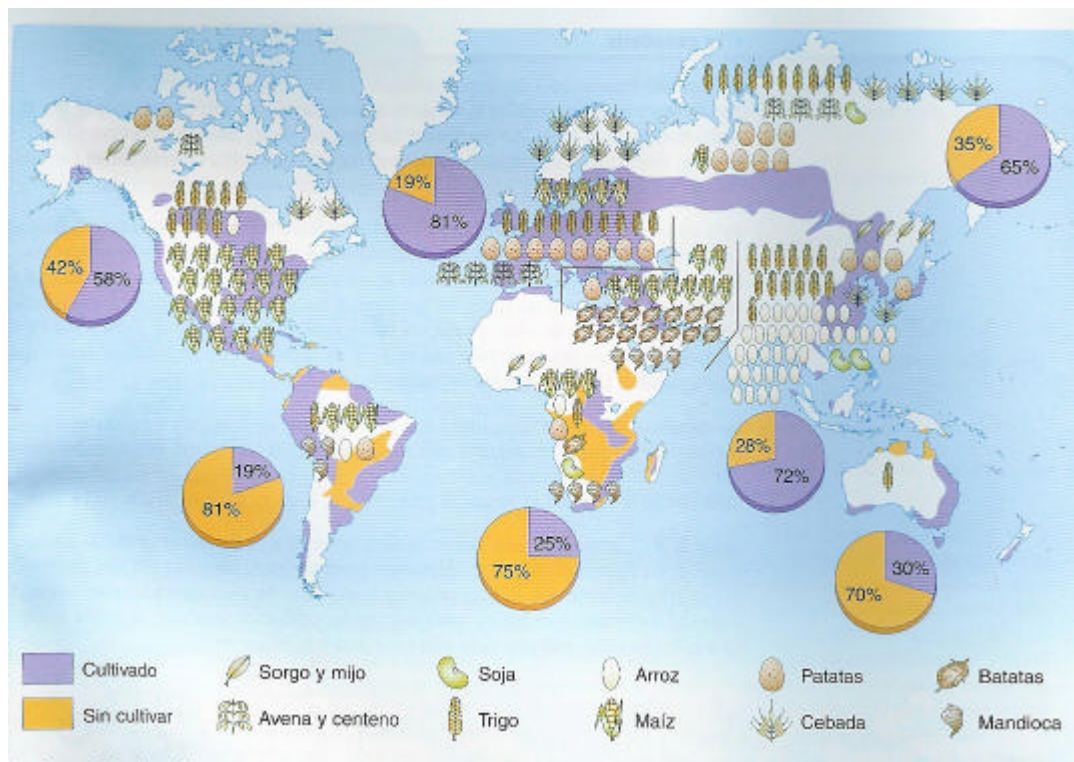 35%
65%
19%
81%
42%
58%
19%
81%
28%
72%
25%
75%
30%
70%
Cultivado
Sorgo y mijo
Soja
Arroz
Patatas
Batatas
Sin cultivar
Avena y centeno
Trigo
Maíz
Cebada
Mandioca